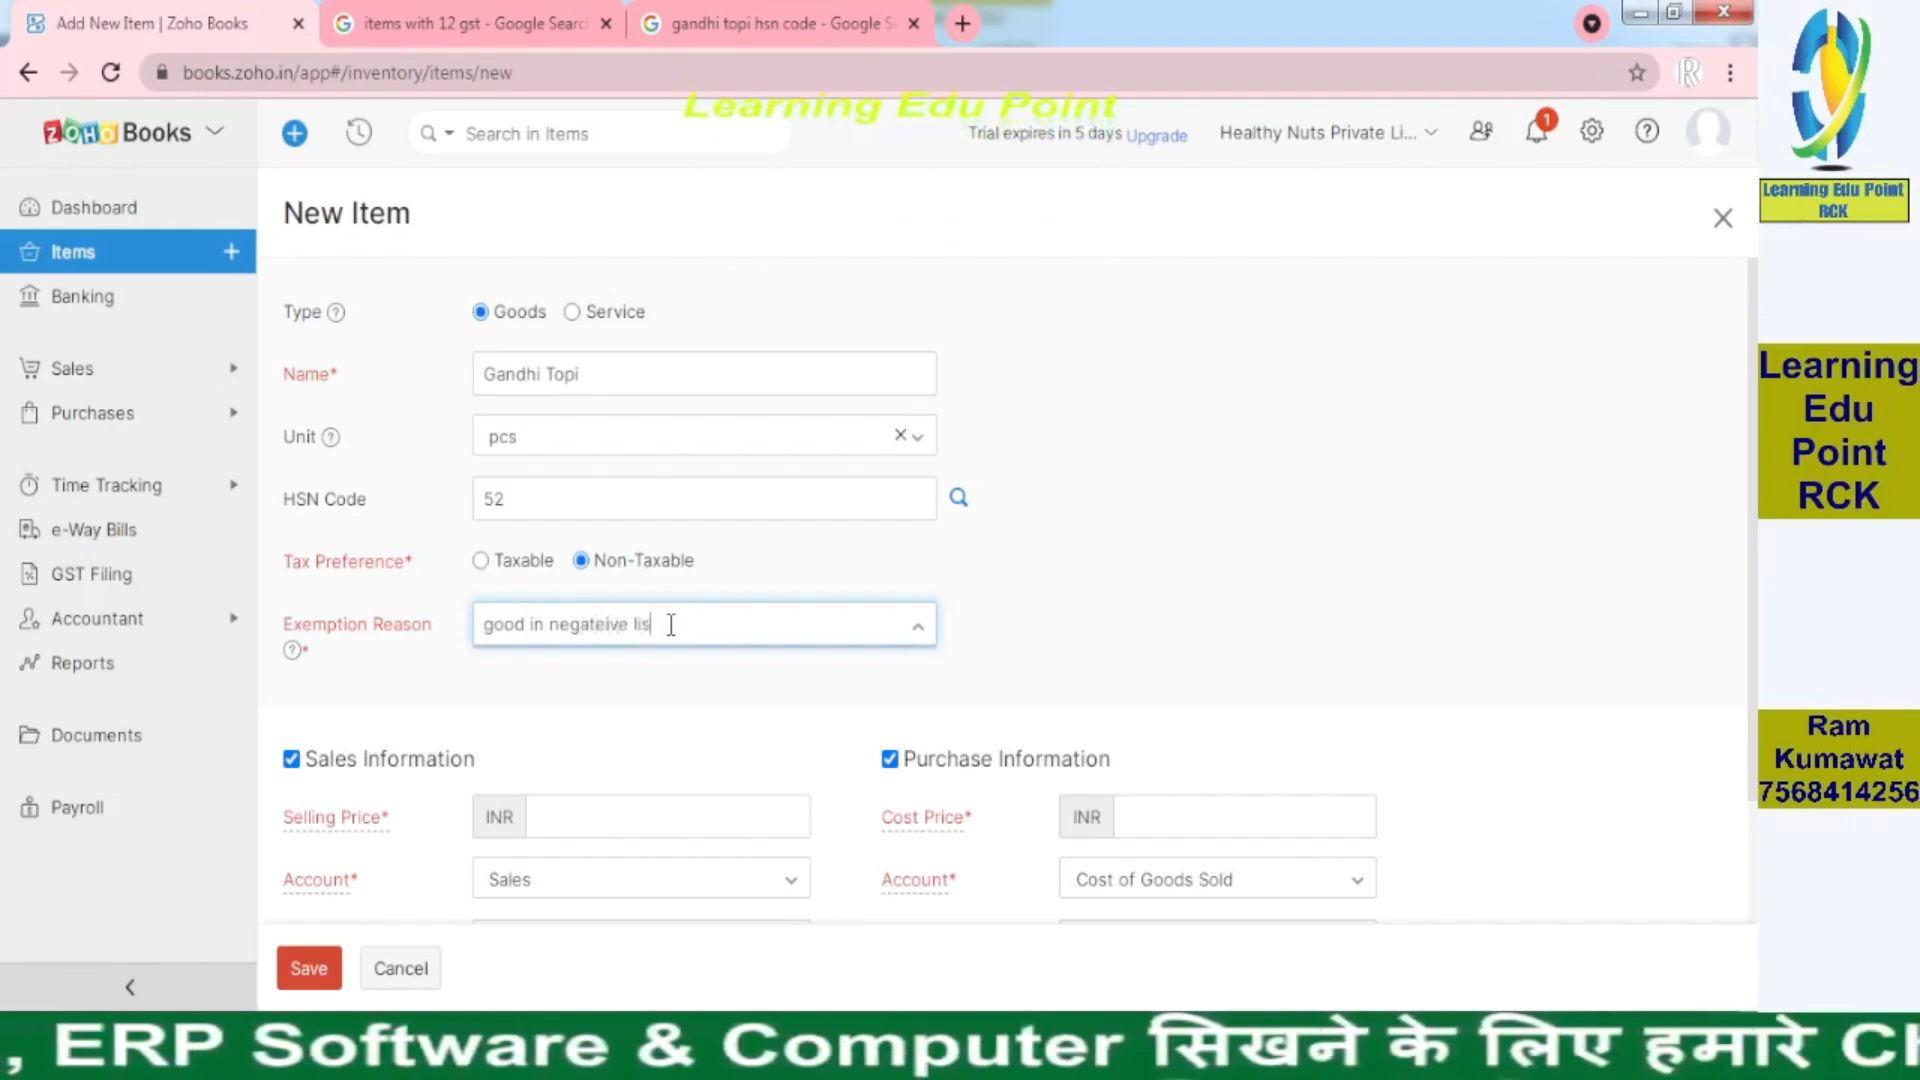 Add New Item | Zoho Books
items with 12 gst - Google Searc
gandhi topi hsn code - Google S
books.zoho.in/app#/inventory/items/new
Learning Edu Point
ZOHO Books
Search in Items
Trial expires in 5 days Upgrade
Healthy Nuts Private Li...
1
Learning Edu Point
RCK
Dashboard
Items
Banking
Sales
Purchases
Time Tracking
e-Way Bills
GST Filing
Accountant
Reports
Documents
Payroll
New Item
Type
Goods
Service
Name*
Gandhi Topi
Unit
pcs
HSN Code
52
Tax Preference*
Taxable
Non-Taxable
Exemption Reason
*
good in negateive lis
Sales Information
Purchase Information
Selling Price*
INR
Cost Price*
INR
Account*
Sales
Account*
Cost of Goods Sold
Save
Cancel
Learning
Edu
Point
RCK
Ram
Kumawat
7568414256
, ERP Software & Computer सिखने के लिए हमारे Ch